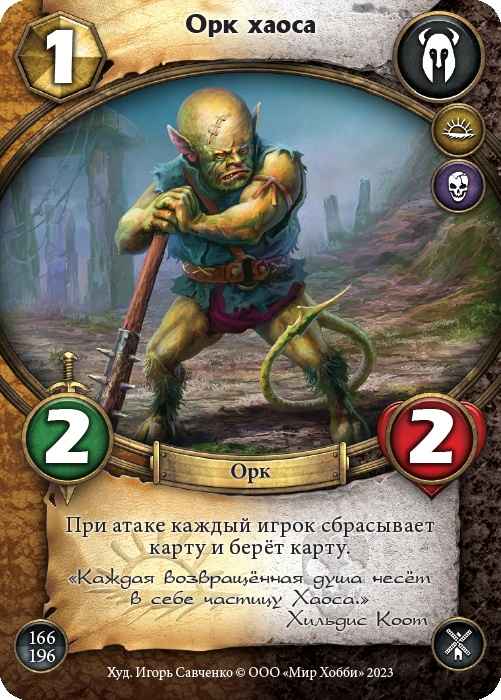 Орк хаоса
1
2
2
Орк
При атаке каждый игрок сбрасывает
карту и берёт карту.
«Каждая возвращённая душа несёт
в себе частицу Хаоса.»
Хильдис Коот
166
196
Худ. Игорь Савченко © ООО «Мир Хобби» 2023